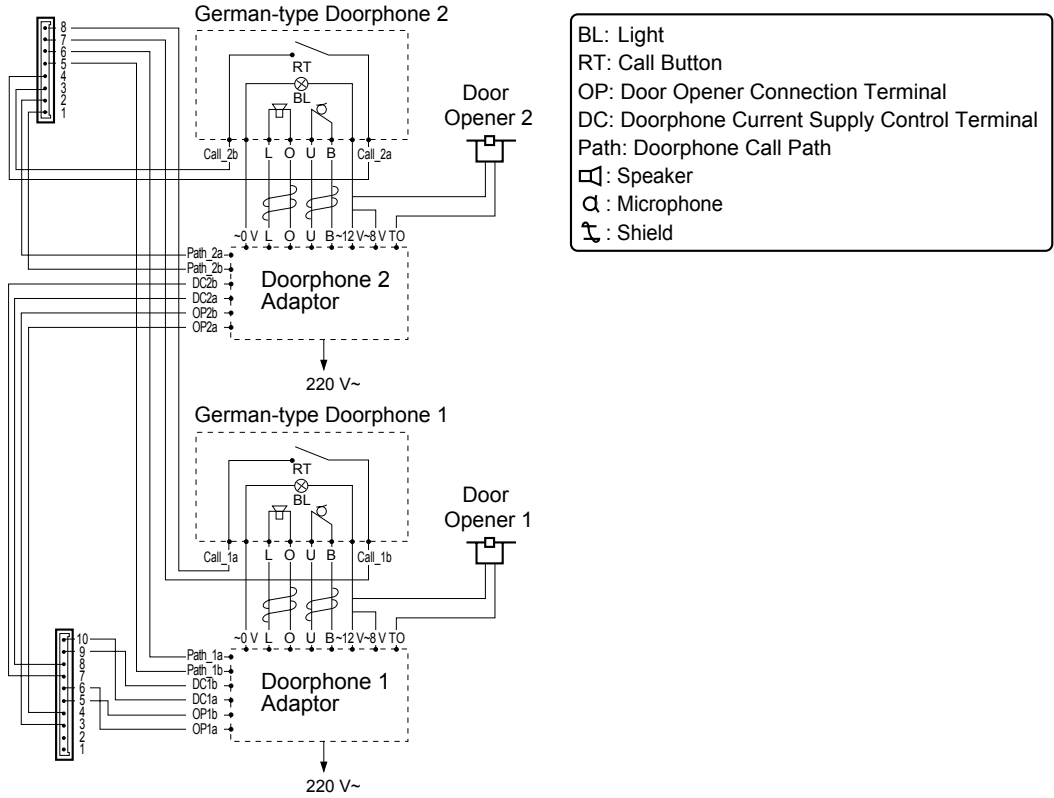 German-type Doorphone 2
8
7
6
5
4
3
2
1
RT
BL
Call_2b
L O U B
Call_2a
Door
Opener 2
~0 V L O U B ~12 V ~8 V TO
Path_2a
Path_2b
DC2b
DC2a
OP2b
OP2a
Doorphone 2
Adaptor
220 V~
German-type Doorphone 1
RT
BL
Call_1a
L O U B
Call_1b
Door
Opener 1
~0 V L O U B ~12 V ~8 V TO
10
9
8
7
6
5
4
3
2
1
Path_1a
Path_1b
DC1b
DC1a
OP1b
OP1a
Doorphone 1
Adaptor
220 V~
BL: Light
RT: Call Button
OP: Door Opener Connection Terminal
DC: Doorphone Current Supply Control Terminal
Path: Doorphone Call Path
: Speaker
: Microphone
: Shield